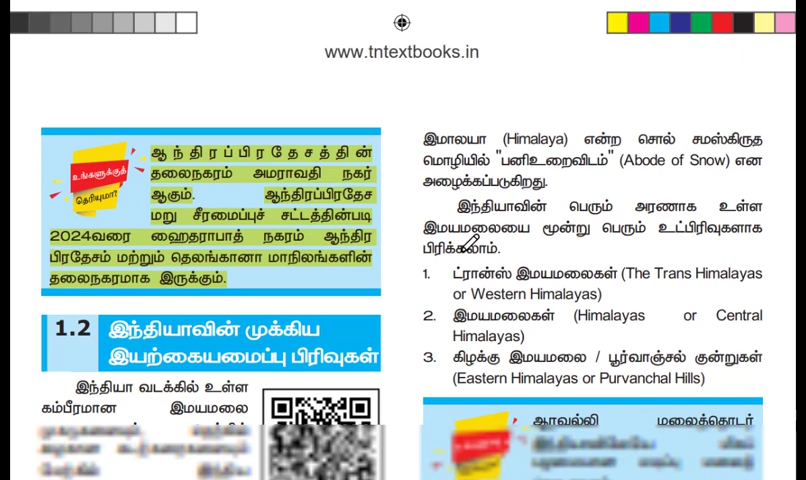 www.tntextbooks.in
உங்களுக்குத்
தெரியுமா?
ஆந்திரப்பிரதேசத்தின்
தலைநகரம் அமராவதி நகர்
ஆகும். ஆந்திரப்பிரதேச
மறு சீரமைப்புச் சட்டத்தின்படி
2024வரை ஹைதராபாத் நகரம் ஆந்திர
பிரதேசம் மற்றும் தெலங்கானா மாநிலங்களின்
தலைநகரமாக இருக்கும்.
1.2 இந்தியாவின் முக்கிய
இயற்கையமைப்பு பிரிவுகள்
இந்தியா வடக்கில் உள்ள
கம்பீரமான இமயமலை
இமாலயா (Himalaya) என்ற சொல் சமஸ்கிருத
மொழியில் "பனிஉறைவிடம்" (Abode of Snow) என
அழைக்கப்படுகிறது.
இந்தியாவின் பெரும் அரணாக உள்ள
இமயமலையை மூன்று பெரும் உட்பிரிவுகளாக
பிரிக்கலாம்.
1. ட்ரான்ஸ் இமயமலைகள் (The Trans Himalayas
or Western Himalayas)
2. இமயமலைகள் (Himalayas or Central
Himalayas)
3. கிழக்கு இமயமலை / பூர்வாஞ்சல் குன்றுகள்
(Eastern Himalayas or Purvanchal Hills)
ஆரவல்லி மலைத்தொடர்